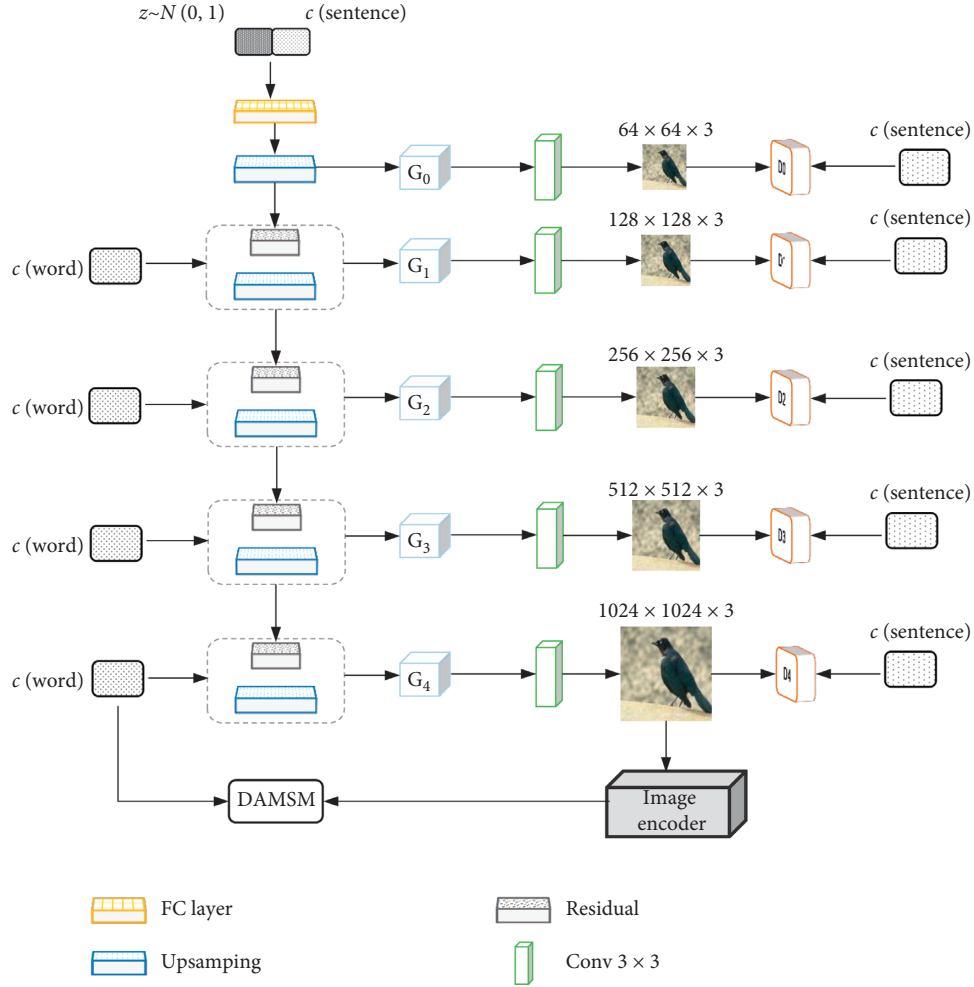 z~N (0, 1) c (sentence)
64 × 64 × 3
c (sentence)
G0
D0
128 × 128 × 3
c (sentence)
c (word)
G1
256 × 256 × 3
c (sentence)
c (word)
G2
D2
512 × 512 × 3
c (sentence)
c (word)
G3
D3
1024 × 1024 × 3
c (sentence)
c (word)
G4
D4
DAMSM
Image
encoder
FC layer
Residual
Upsamping
Conv 3 × 3